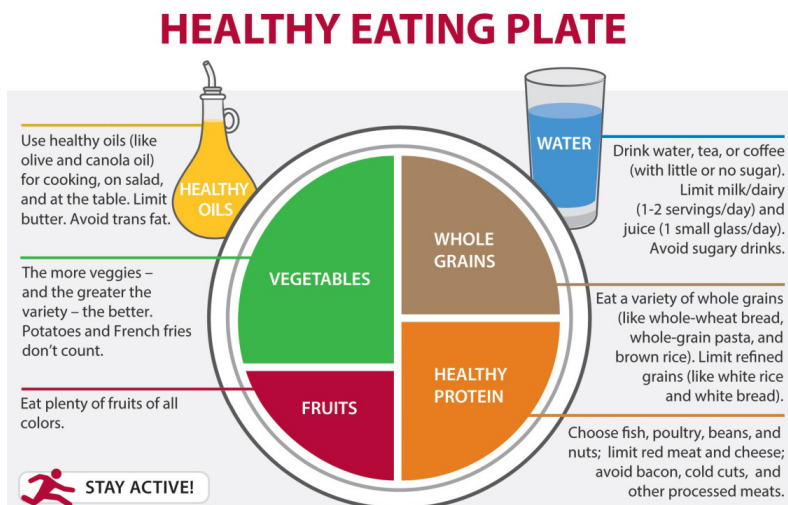 HEALTHY EATING PLATE
Use healthy oils (like
olive and canola oil)
for cooking, on salad,
and at the table. Limit
butter. Avoid trans fat.
HEALTHY
OILS
WATER
Drink water, tea, or coffee
(with little or no sugar).
Limit milk/dairy
(1-2 servings/day) and
juice (1 small glass/day).
Avoid sugary drinks.
The more veggies –
and the greater the
variety – the better.
Potatoes and French fries
don’t count.
VEGETABLES
WHOLE
GRAINS
Eat a variety of whole grains
(like whole-wheat bread,
whole-grain pasta, and
brown rice). Limit refined
grains (like white rice
and white bread).
Eat plenty of fruits of all
colors.
FRUITS
HEALTHY
PROTEIN
Choose fish, poultry, beans, and
nuts; limit red meat and cheese;
avoid bacon, cold cuts, and
other processed meats.
STAY ACTIVE!